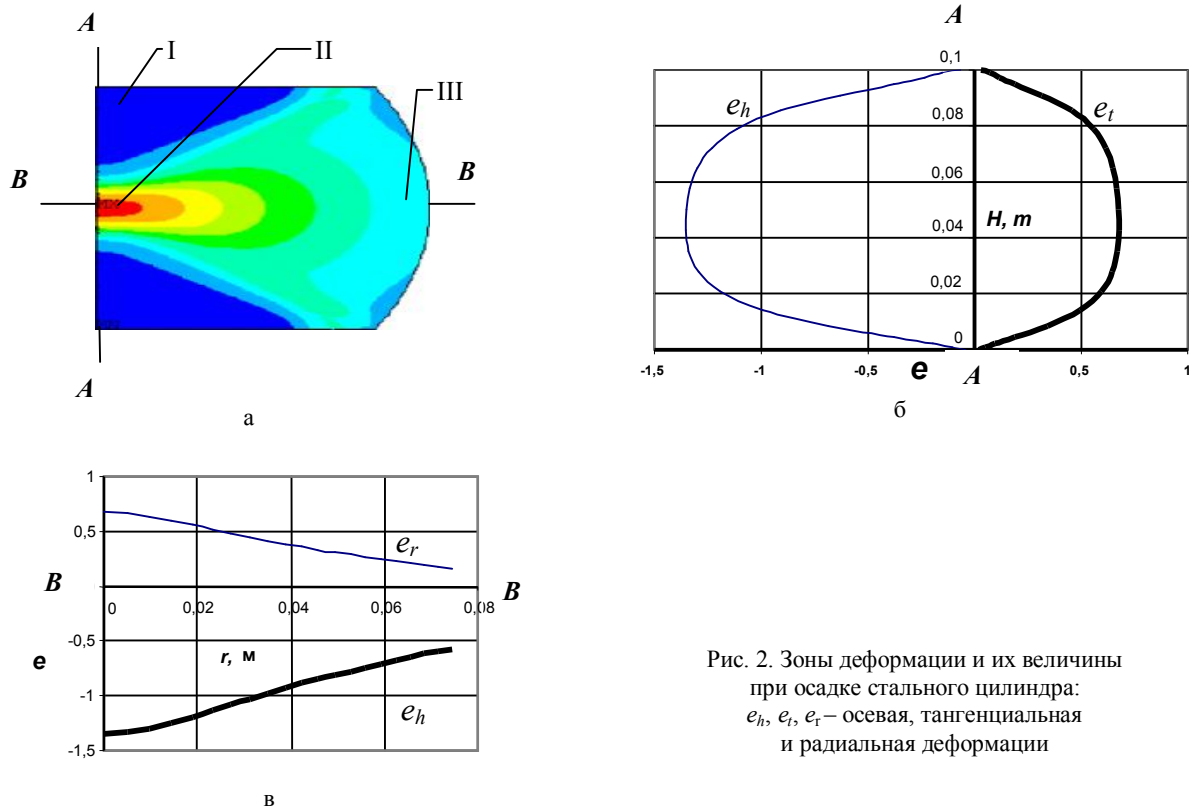 A
I
II
III
B
B
A
а
A
0,1
0,08
0,06
0,04
0,02
0
e_h
e_t
H, m
-1,5
-1
-0,5
0,5
1
e
A
б
1
0,5
0
-0,5
-1
-1,5
B
B
0,02
0,04
0,06
0,08
e_r
e_h
r, м
e
в
Рис. 2. Зоны деформации и их величины
при осадке стального цилиндра:
e_h, e_t, e_r – осевая, тангенциальная
и радиальная деформации